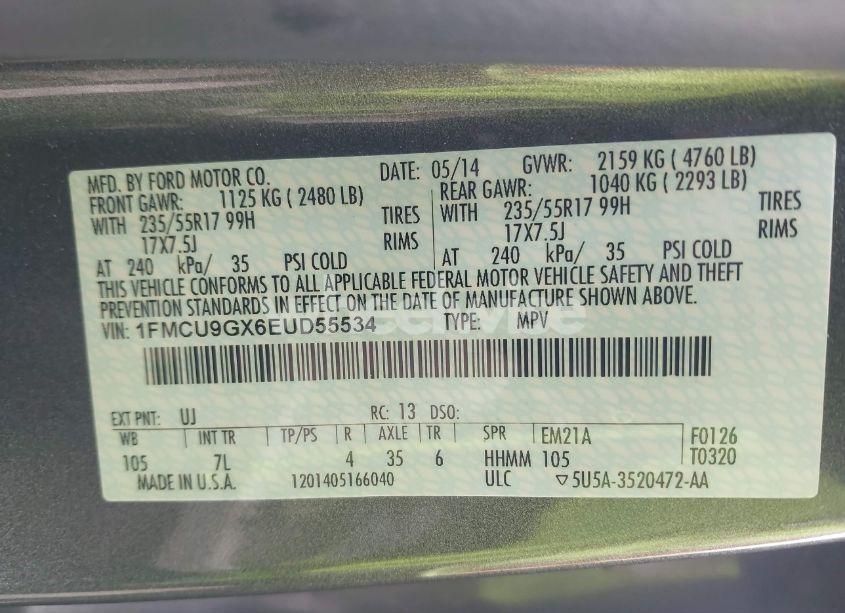 MFD. BY FORD MOTOR CO. DATE: 05/14 GVWR: 2159 KG ( 4760 LB)
FRONT GAWR: 1125 KG ( 2480 LB) REAR GAWR: 1040 KG ( 2293 LB)
WITH 235/55R17 99H TIRES WITH 235/55R17 99H TIRES
17X7.5J RIMS 17X7.5J RIMS
AT 240 kPa/ 35 PSI COLD AT 240 kPa/ 35 PSI COLD
THIS VEHICLE CONFORMS TO ALL APPLICABLE FEDERAL MOTOR VEHICLE SAFETY AND THEFT
PREVENTION STANDARDS IN EFFECT ON THE DATE OF MANUFACTURE SHOWN ABOVE.
VIN: 1FMCU9GX6EUD55534 TYPE: MPV
EXT PNT: UJ RC: 13 DSO:
WB INT TR TP/PS R AXLE TR SPR EM21A F0126
105 7L 4 35 6 HHMM 105 T0320
MADE IN U.S.A. 1201405166040 ULC ▽5U5A-3520472-AA